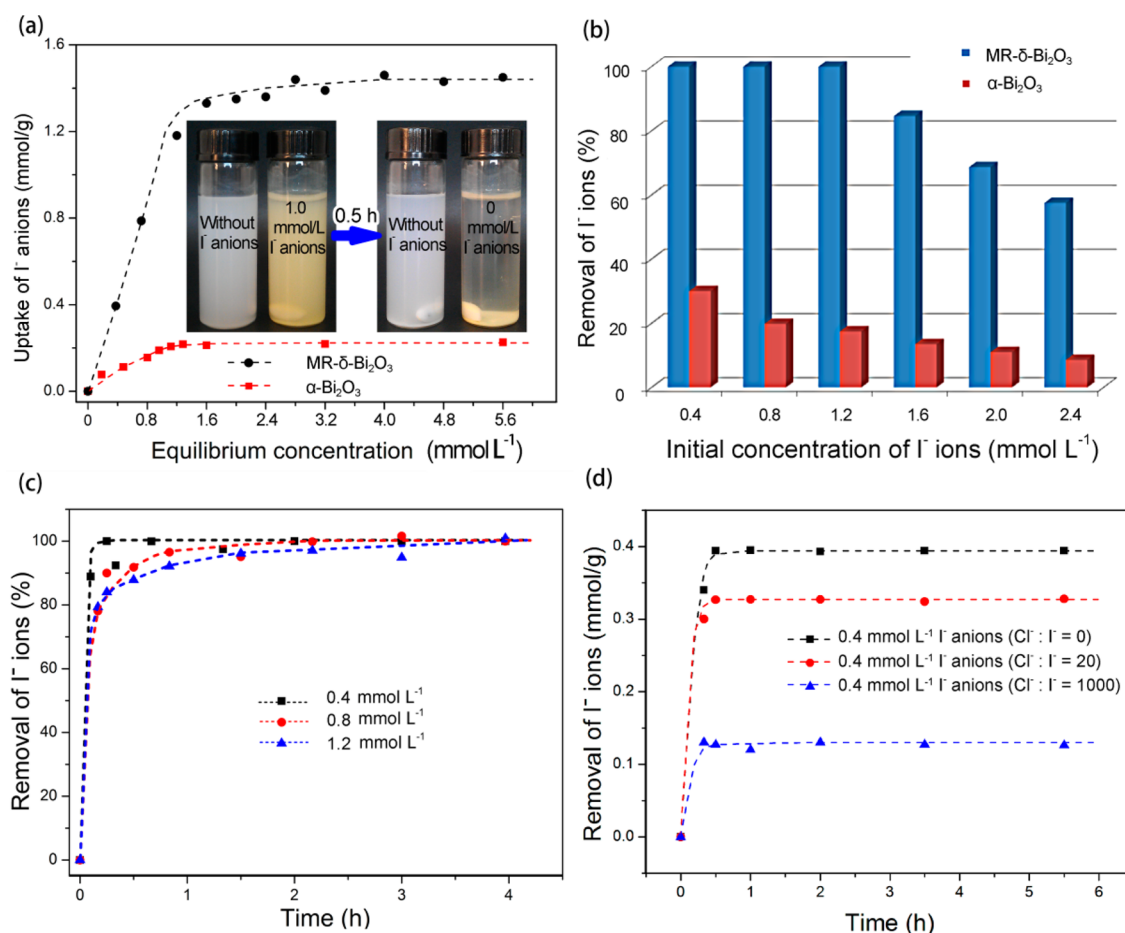 (a)
1.6
1.2
0.8
0.4
0.0
Uptake of I⁻ anions (mmol/g)
Without
I⁻ anions
1.0
mmol/L
I⁻ anions
0.5 h
Without
I⁻ anions
0
mmol/L
I⁻ anions
MR-δ-Bi₂O₃
α-Bi₂O₃
0 0.8 1.6 2.4 3.2 4.0 4.8 5.6
Equilibrium concentration (mmol L⁻¹)
(b)
MR-δ-Bi₂O₃
α-Bi₂O₃
100
80
60
40
20
0
Removal of I⁻ ions (%)
0.4 0.8 1.2 1.6 2.0 2.4
Initial concentration of I⁻ ions (mmol L⁻¹)
(c)
100
80
60
40
20
0
Removal of I⁻ ions (%)
0.4 mmol L⁻¹
0.8 mmol L⁻¹
1.2 mmol L⁻¹
0 1 2 3 4
Time (h)
(d)
0.4
0.3
0.2
0.1
0.0
Removal of I⁻ ions (mmol/g)
0.4 mmol L⁻¹ I⁻ anions (Cl⁻ : I⁻ = 0)
0.4 mmol L⁻¹ I⁻ anions (Cl⁻ : I⁻ = 20)
0.4 mmol L⁻¹ I⁻ anions (Cl⁻ : I⁻ = 1000)
0 1 2 3 4 5 6
Time (h)